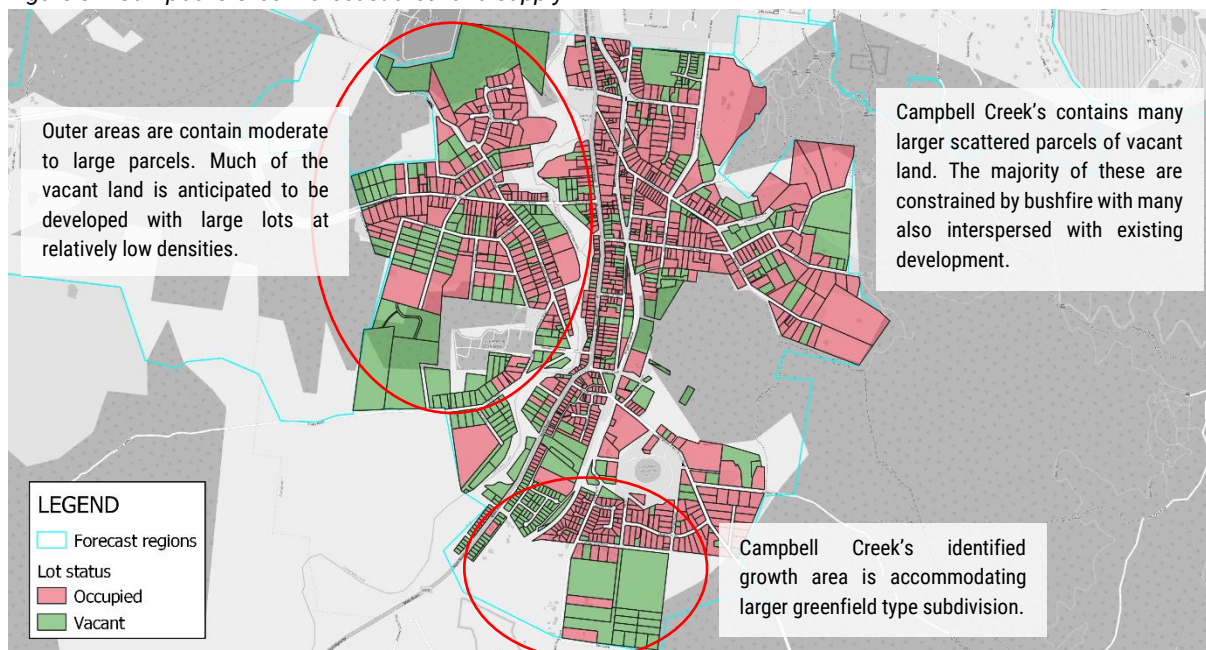 Outer areas are contain moderate
to large parcels. Much of the
vacant land is anticipated to be
developed with large lots at
relatively low densities.
Campbell Creek's contains many
larger scattered parcels of vacant
land. The majority of these are
constrained by bushfire with many
also interspersed with existing
development.
LEGEND
Forecast regions
Lot status
Occupied
Vacant
Campbell Creek's identified
growth area is accommodating
larger greenfield type subdivision.